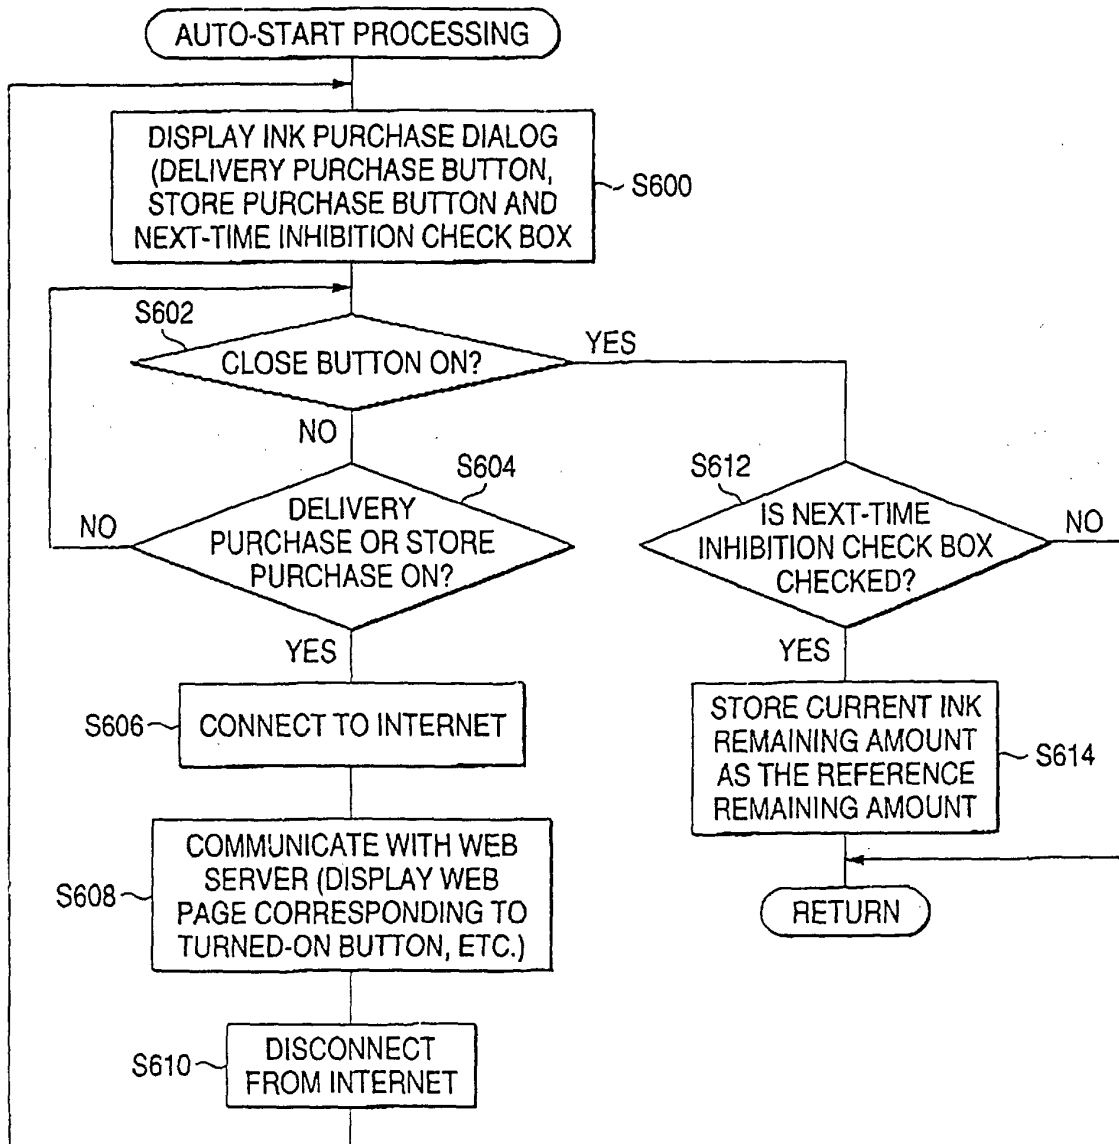 AUTO-START PROCESSING
DISPLAY INK PURCHASE DIALOG
(DELIVERY PURCHASE BUTTON,
STORE PURCHASE BUTTON AND
NEXT-TIME INHIBITION CHECK BOX
S600
S602
CLOSE BUTTON ON?
YES
NO
S604
DELIVERY
PURCHASE OR STORE
PURCHASE ON?
NO
YES
S612
IS NEXT-TIME
INHIBITION CHECK BOX
CHECKED?
NO
YES
S606
CONNECT TO INTERNET
STORE CURRENT INK
REMAINING AMOUNT
AS THE REFERENCE
REMAINING AMOUNT
S614
S608
COMMUNICATE WITH WEB
SERVER (DISPLAY WEB
PAGE CORRESPONDING TO
TURNED-ON BUTTON, ETC.)
RETURN
S610
DISCONNECT
FROM INTERNET